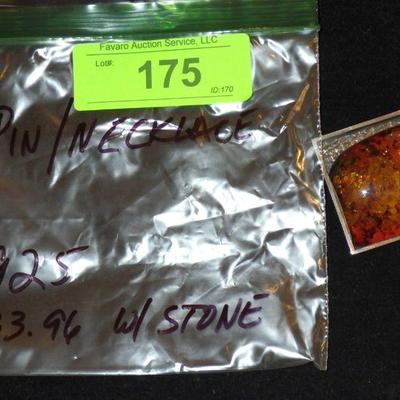 Favaro Auction Service, LLC
Lot#:
175
ID:170
PIN/NECKLACE
925
3.96 W/ STONE